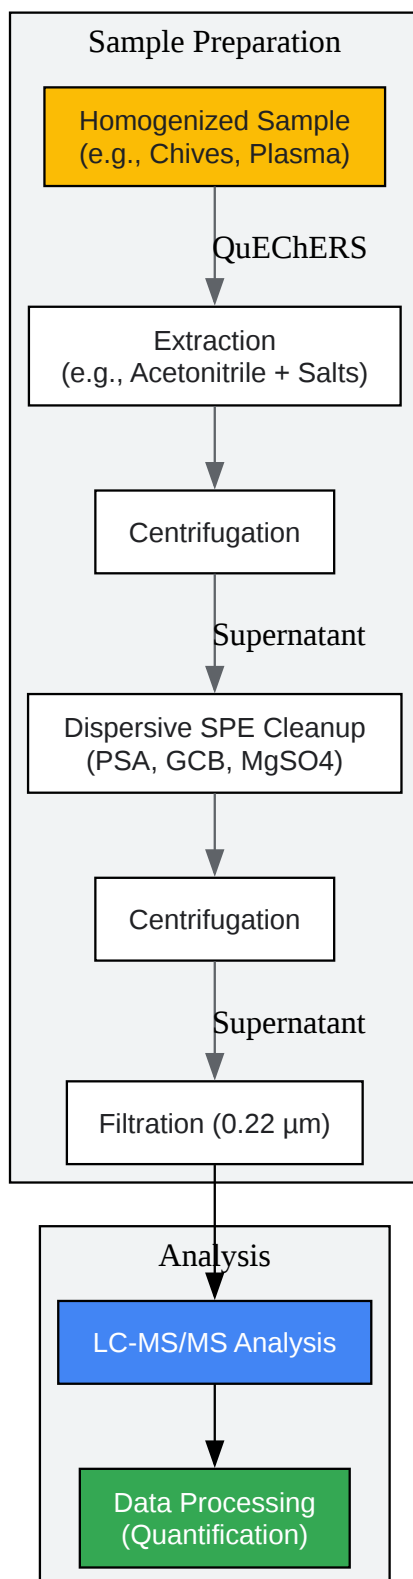 Sample Preparation
Homogenized Sample
(e.g., Chives, Plasma)
QuEChERS
Extraction
(e.g., Acetonitrile + Salts)
Centrifugation
Supernatant
Dispersive SPE Cleanup
(PSA, GCB, MgSO4)
Centrifugation
Supernatant
Filtration (0.22 µm)
Analysis
LC-MS/MS Analysis
Data Processing
(Quantification)